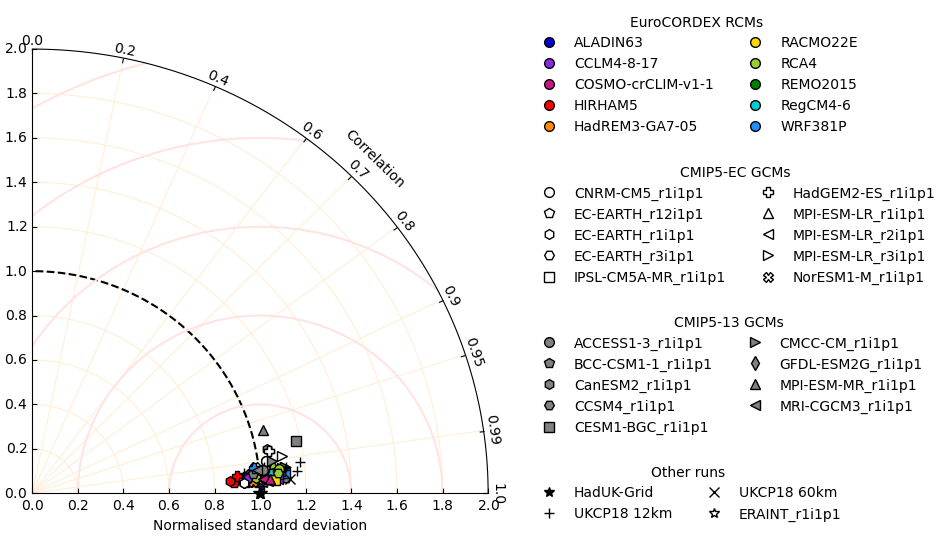 0.0
0.2
0.4
0.6
Correlation
0.7
0.8
0.9
0.95
0.99
1.0
2.0
1.8
1.6
1.4
1.2
1.0
0.8
0.6
0.4
0.2
0.0
0.0 0.2 0.4 0.6 0.8 1.0 1.2 1.4 1.6 1.8 2.0
Normalised standard deviation
EuroCORDEX RCMs
ALADIN63 RACMO22E
CCLM4-8-17 RCA4
COSMO-crCLIM-v1-1 REMO2015
HIRHAM5 RegCM4-6
HadREM3-GA7-05 WRF381P
CMIP5-EC GCMs
CNRM-CM5_r1i1p1 HadGEM2-ES_r1i1p1
EC-EARTH_r12i1p1 MPI-ESM-LR_r1i1p1
EC-EARTH_r1i1p1 MPI-ESM-LR_r2i1p1
EC-EARTH_r3i1p1 MPI-ESM-LR_r3i1p1
IPSL-CM5A-MR_r1i1p1 NorESM1-M_r1i1p1
CMIP5-13 GCMs
ACCESS1-3_r1i1p1 CMCC-CM_r1i1p1
BCC-CSM1-1_r1i1p1 GFDL-ESM2G_r1i1p1
CanESM2_r1i1p1 MPI-ESM-MR_r1i1p1
CCSM4_r1i1p1 MRI-CGCM3_r1i1p1
CESM1-BGC_r1i1p1
Other runs
HadUK-Grid UKCP18 60km
UKCP18 12km ERAINT_r1i1p1